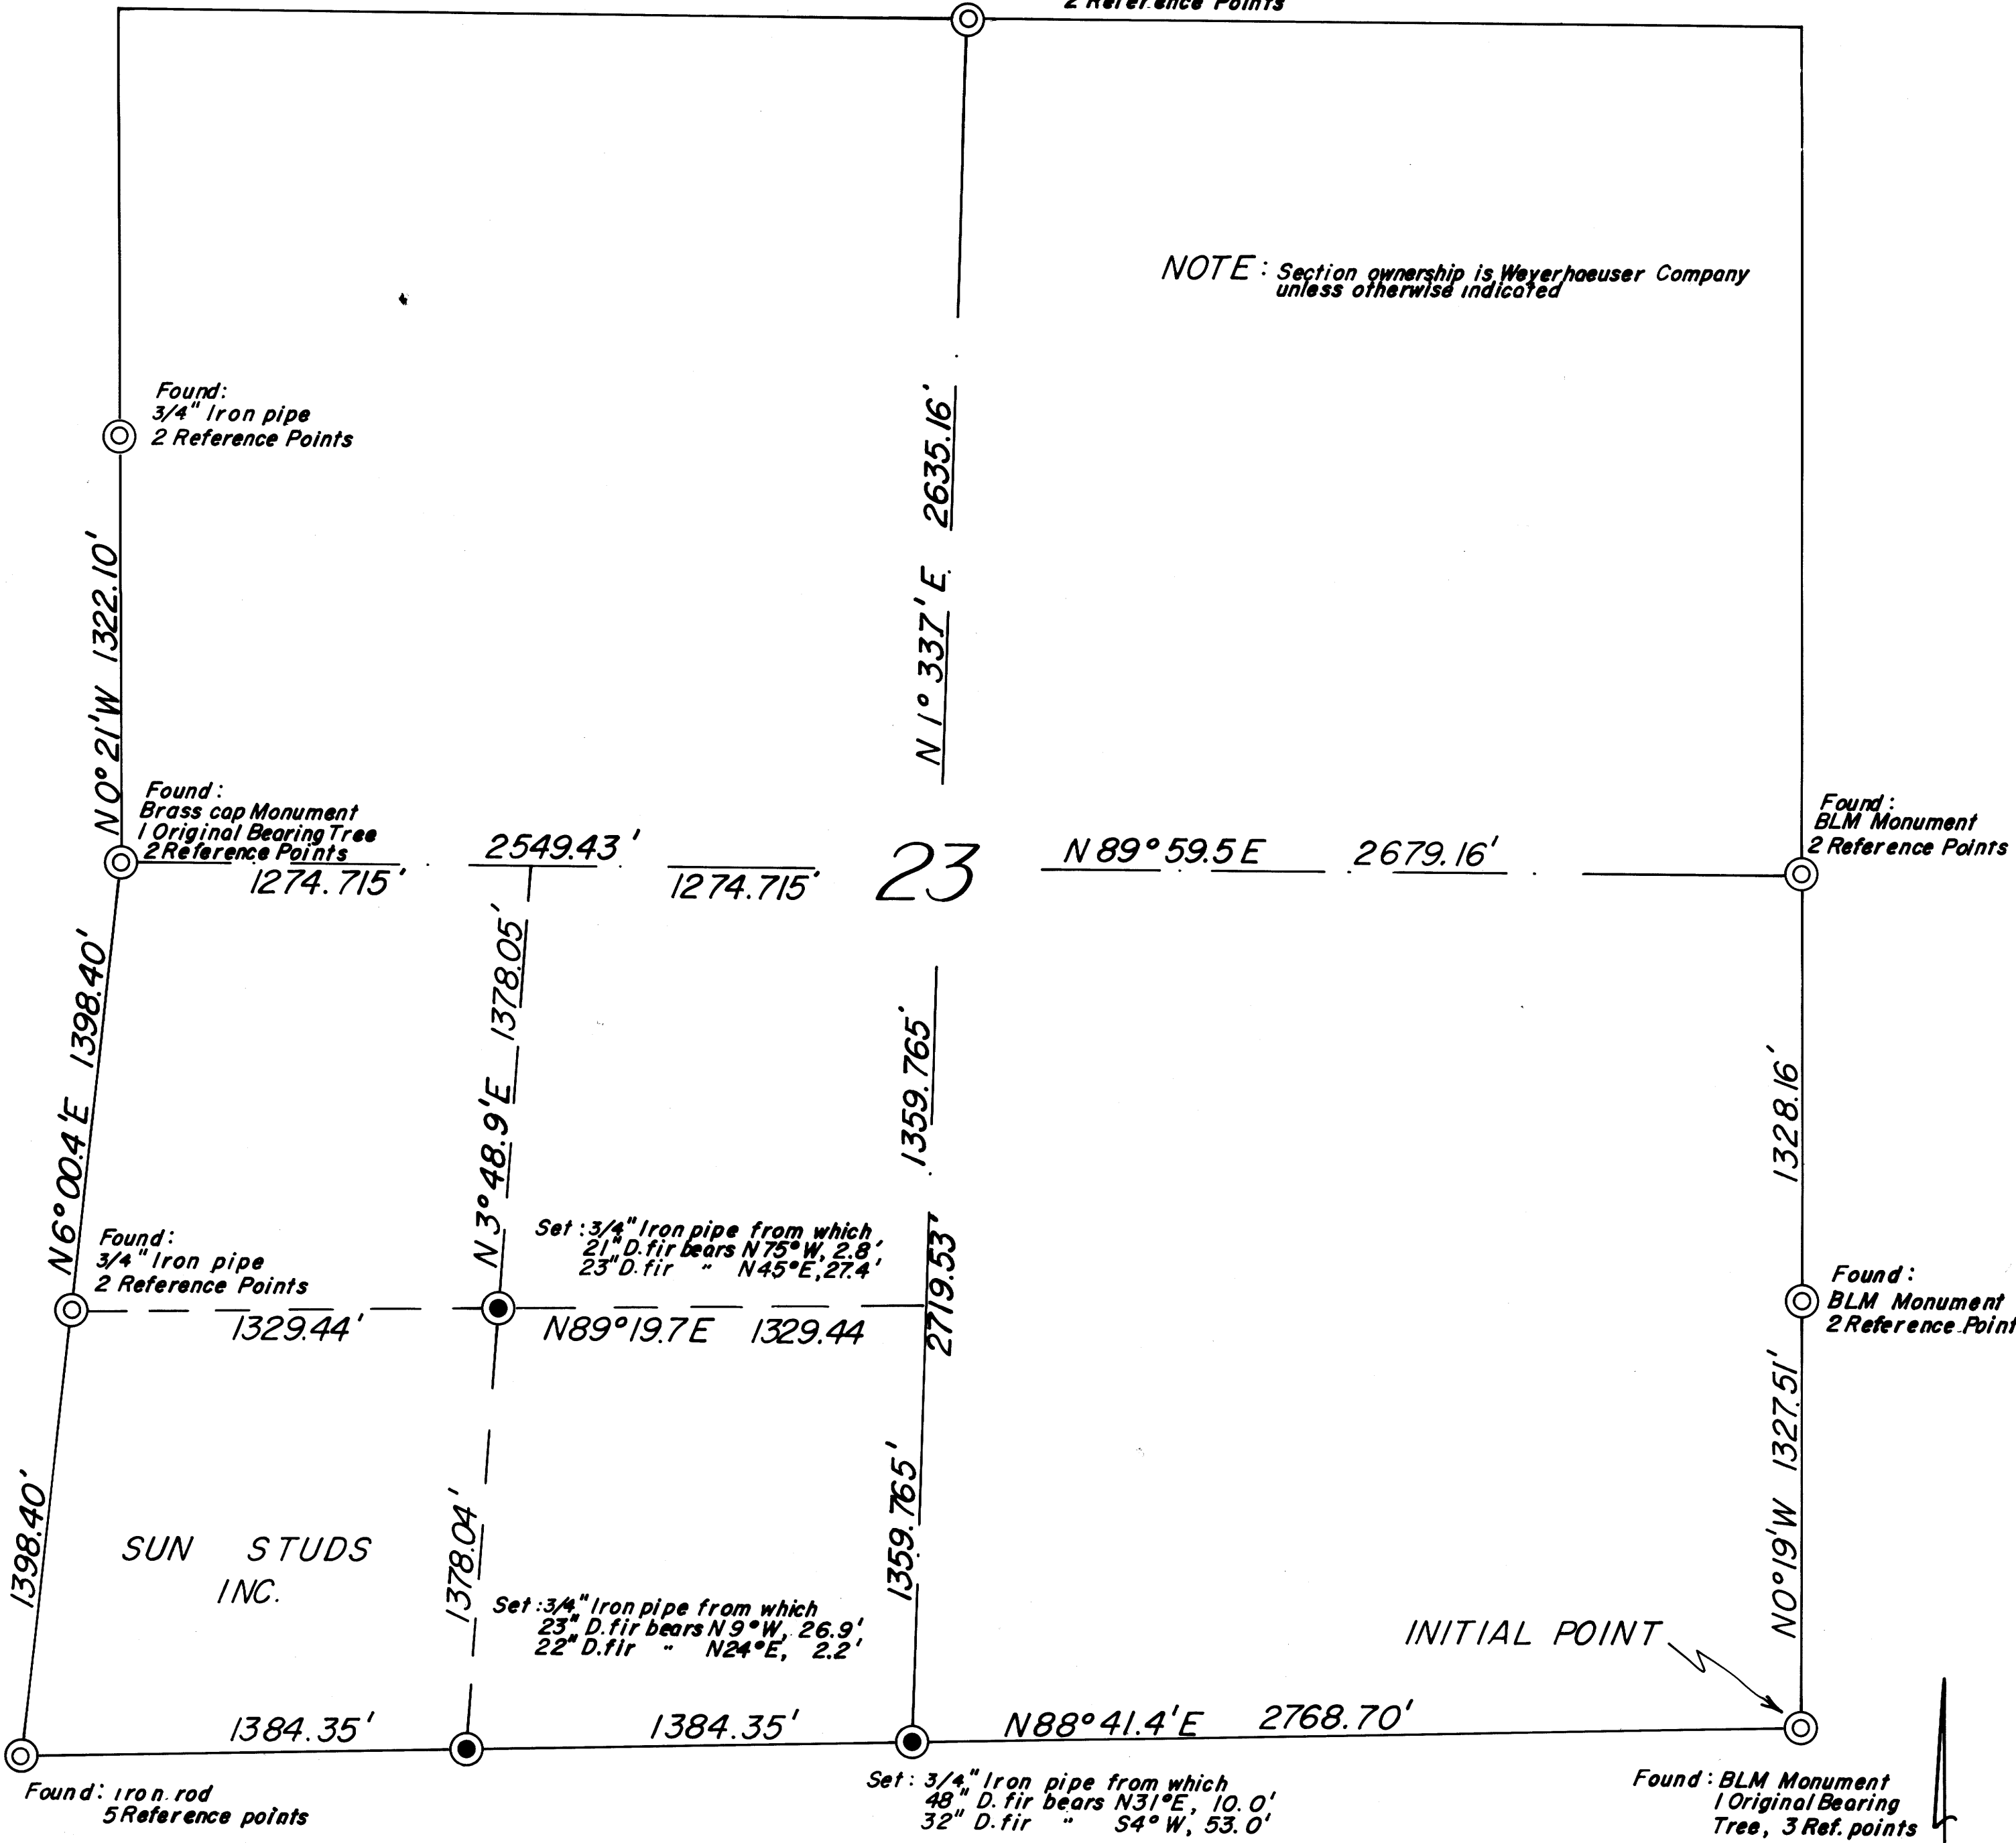 2 Reference Points
NOTE: Section ownership is Weyerhaeuser Company
unless otherwise indicated
Found:
3/4" Iron pipe
2 Reference Points
N 1° 33.7' E 2635.16'
N 0° 21' W 1322.10'
Found:
Brass cap Monument
1 Original Bearing Tree
2 Reference Points
2549.43'
1274.715'
1274.715'
23
N 89° 59.5 E 2679.16'
Found:
BLM Monument
2 Reference Points
N 6° 00.4' E 1398.40'
N 3° 48.9' E 1378.05'
1359.765'
1328.16'
Found:
3/4" Iron pipe
2 Reference Points
Set: 3/4" Iron pipe from which
21" D. fir bears N 75° W, 2.8',
23" D. fir " N 45° E, 27.4'
2719.53'
Found:
BLM Monument
2 Reference Point
1329.44'
N89° 19.7 E 1329.44
1398.40'
SUN STUDS
INC.
1378.04'
1359.765'
N 0° 19' W 1327.51'
Set: 3/4" Iron pipe from which
23" D. fir bears N 9° W, 26.9',
22" D. fir " N24° E, 2.2'
INITIAL POINT
1384.35'
1384.35'
N88° 41.4' E 2768.70'
Found: iron rod
5 Reference points
Set: 3/4" Iron pipe from which
48" D. fir bears N31° E, 10.0'
32" D. fir " S4° W, 53.0'
Found: BLM Monument
1 Original Bearing
Tree, 3 Ref. points